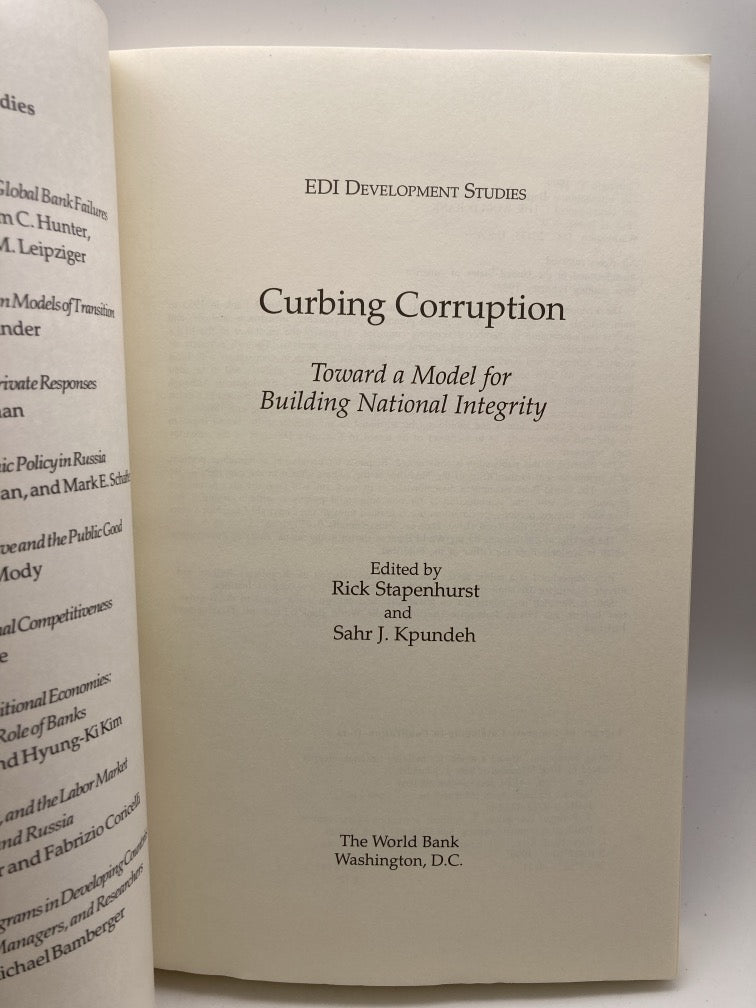 dies
Global Bank Failures
m C. Hunter,
M. Leipziger
n Models of Transition
nder
rivate Responses
an
ic Policy in Russia
an, and Mark E. Schaffer
ve and the Public Good
Mody
al Competitiveness
e
itional Economies:
Role of Banks
nd Hyung-Ki Kim
, and the Labor Market
nd Russia
r and Fabrizio Coricelli
grams in Developing Countries
Managers, and Researchers
ichael Bamberger
EDI DEVELOPMENT STUDIES
Curbing Corruption
Toward a Model for
Building National Integrity
Edited by
Rick Stapenhurst
and
Sahr J. Kpundeh
The World Bank
Washington, D.C.